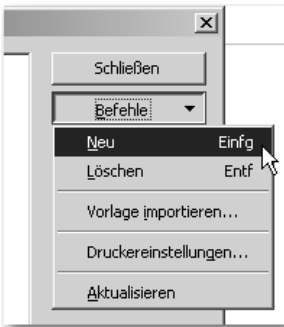 Schließen
Befehle
Neu Einfg
Löschen Entf
Vorlage importieren...
Druckereinstellungen...
Aktualisieren